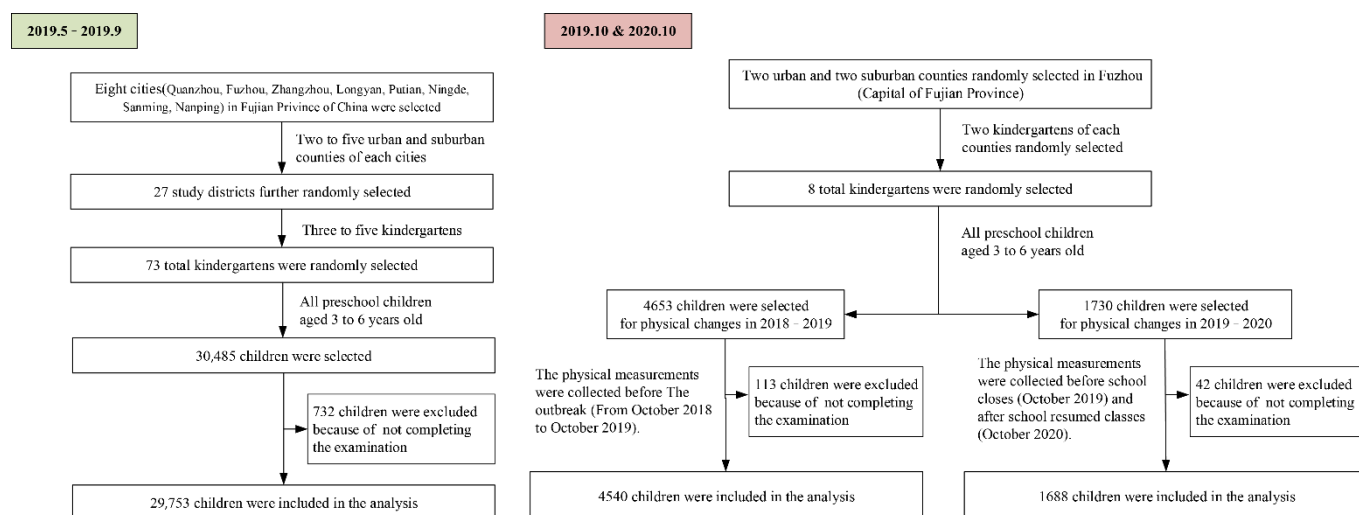 2019.5 - 2019.9
Eight cities(Quanzhou, Fuzhou, Zhangzhou, Longyan, Putian, Ningde,
Sanming, Nanping) in Fujian Privince of China were selected
Two to five urban and suburban
counties of each cities
27 study districts further randomly selected
Three to five kindergartens
73 total kindergartens were randomly selected
All preschool children
aged 3 to 6 years old
30,485 children were selected
732 children were excluded
because of not completing
the examination
29,753 children were included in the analysis
2019.10 & 2020.10
Two urban and two suburban counties randomly selected in Fuzhou
(Capital of Fujian Province)
Two kindergartens of each
counties randomly selected
8 total kindergartens were randomly selected
All preschool children
aged 3 to 6 years old
4653 children were selected
for physical changes in 2018 - 2019
The physical measurements
were collected before The
outbreak (From October 2018
to October 2019).
113 children were excluded
because of not completing
the examination
4540 children were included in the analysis
1730 children were selected
for physical changes in 2019 - 2020
The physical measurements
were collected before school
closes (October 2019) and
after school resumed classes
(October 2020).
42 children were excluded
because of not completing
the examination
1688 children were included in the analysis